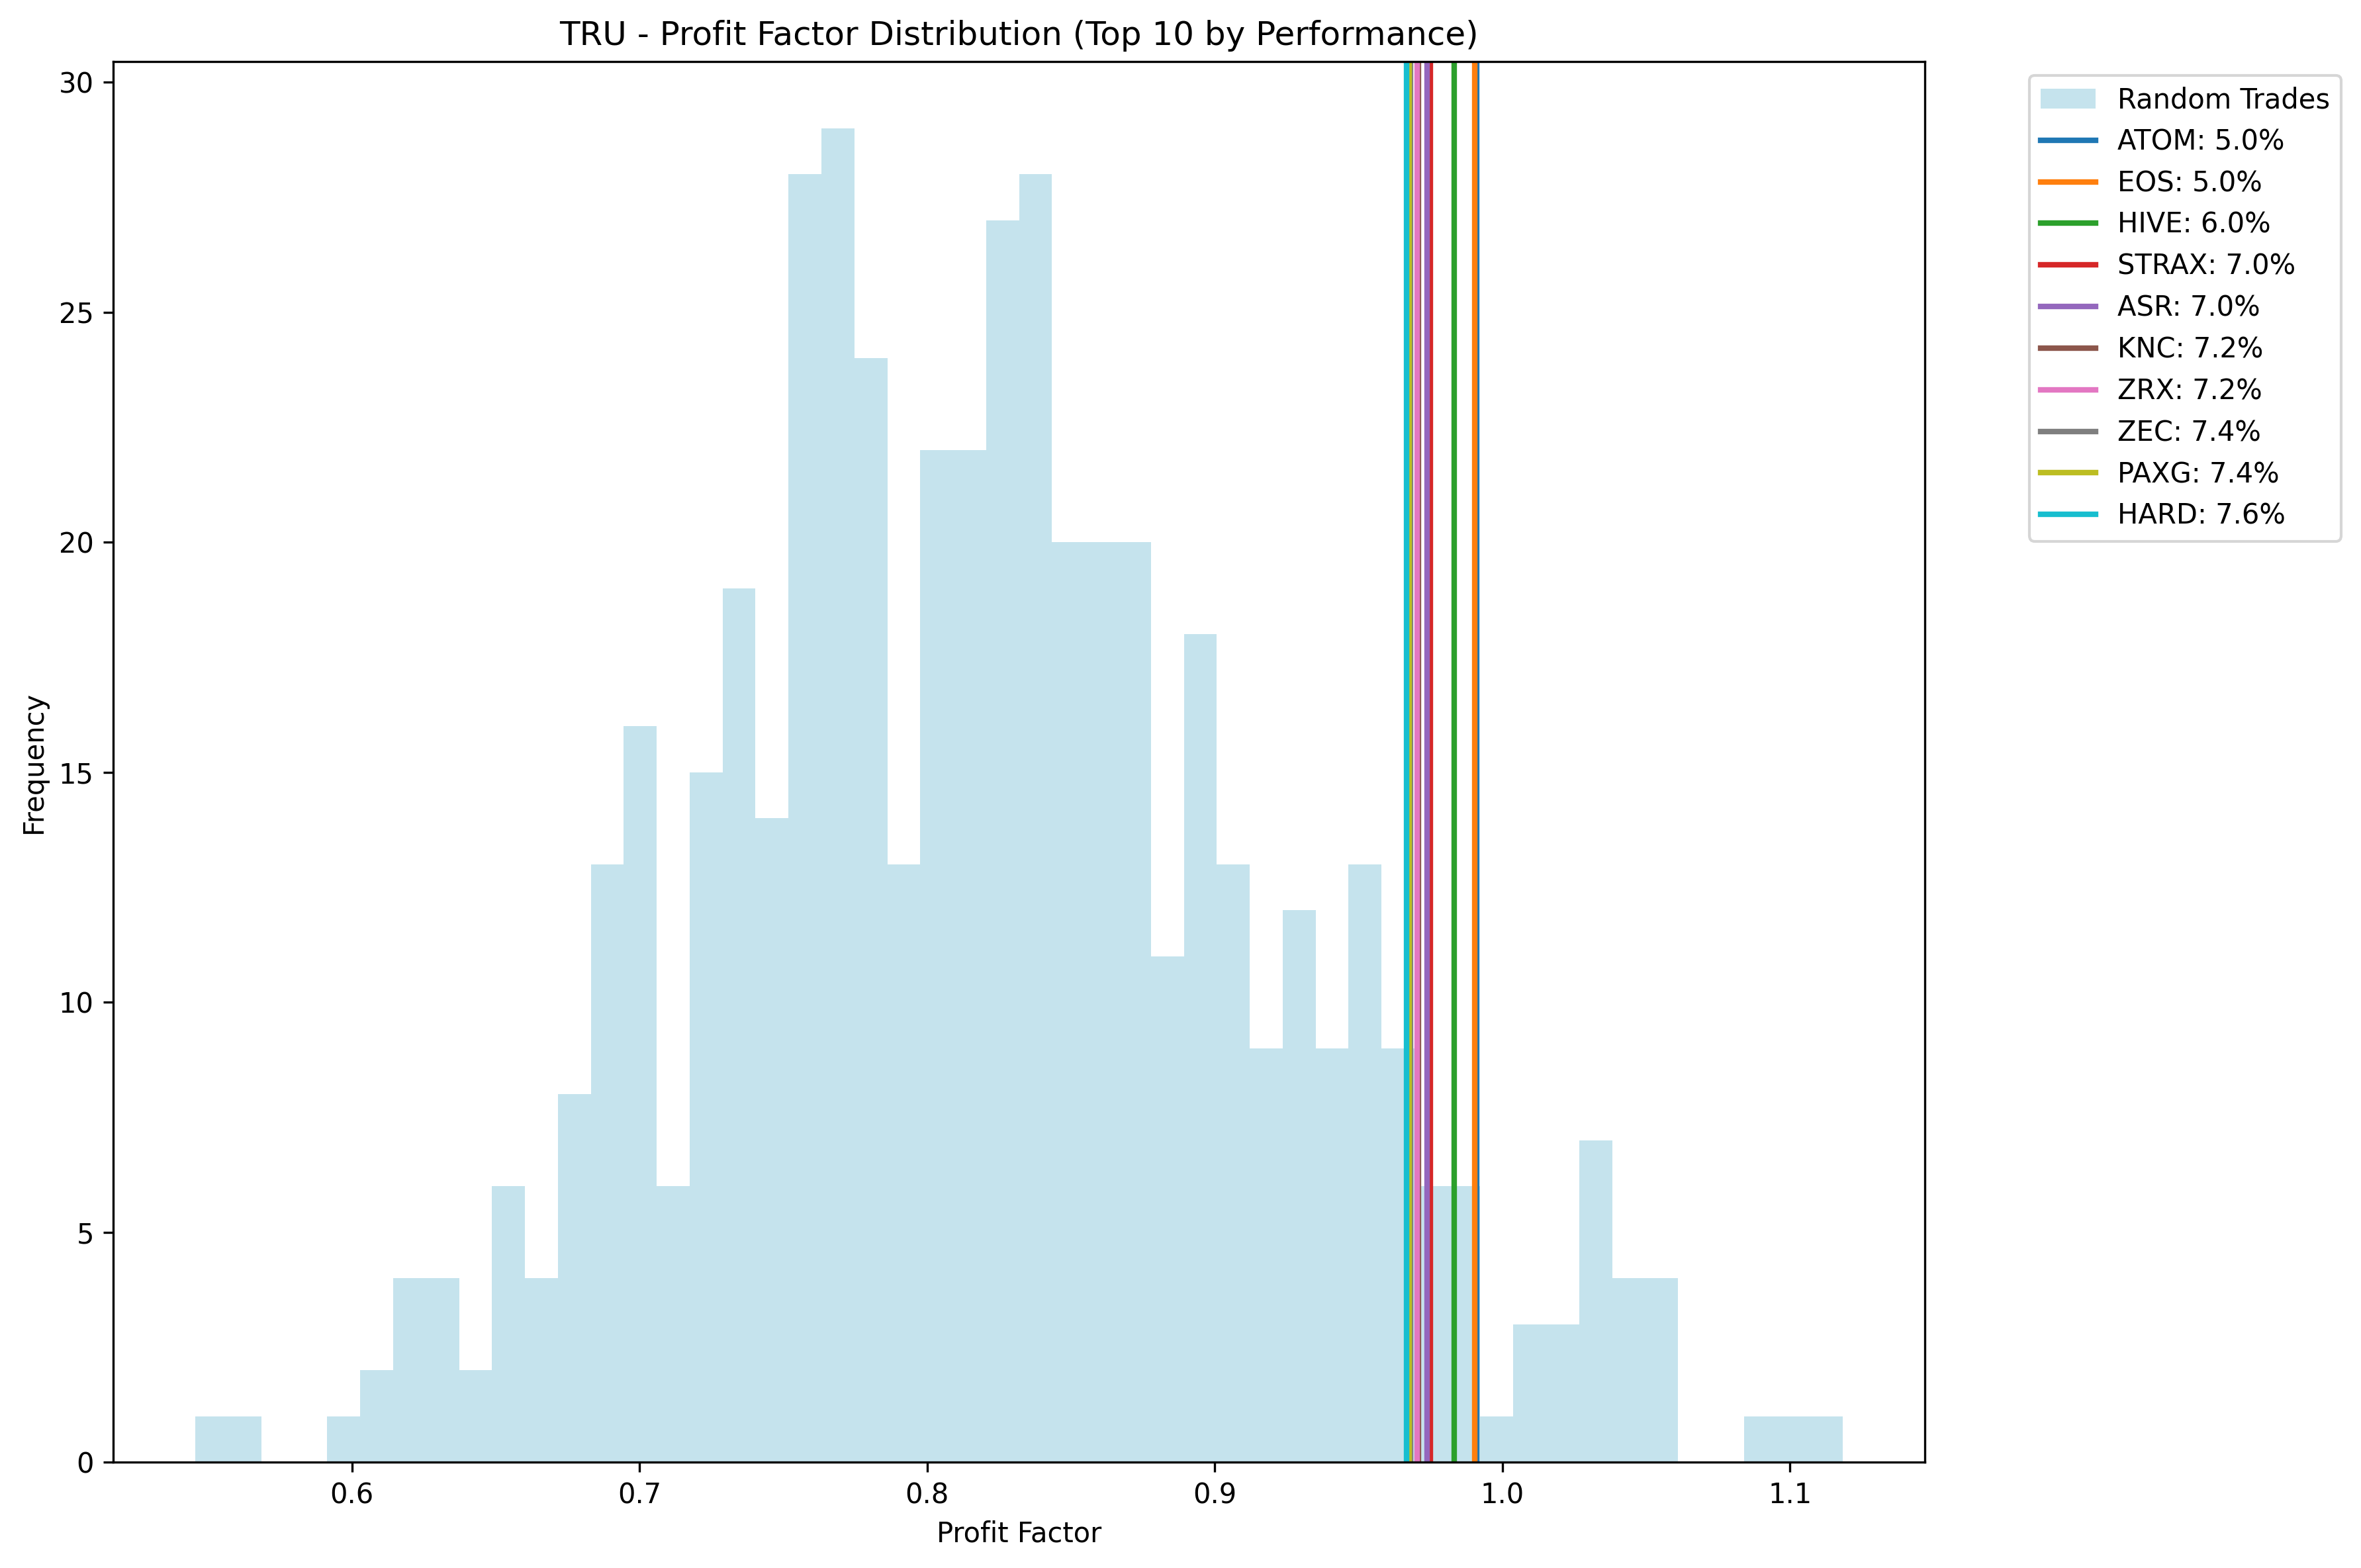 TRU - Profit Factor Distribution (Top 10 by Performance)
30
25
20
15
10
5
0
Frequency
0.6
0.7
0.8
0.9
1.0
1.1
Profit Factor
Random Trades
ATOM: 5.0%
EOS: 5.0%
HIVE: 6.0%
STRAX: 7.0%
ASR: 7.0%
KNC: 7.2%
ZRX: 7.2%
ZEC: 7.4%
PAXG: 7.4%
HARD: 7.6%